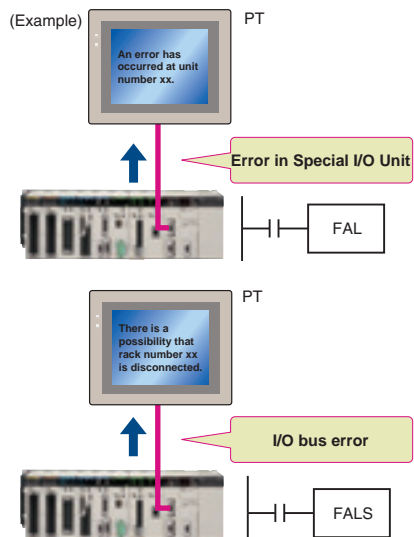 (Example)
PT
An error has
occurred at unit
number xx.
Error in Special I/O Unit
FAL
PT
There is a
possibility that
rack number xx
is disconnected.
I/O bus error
FALS